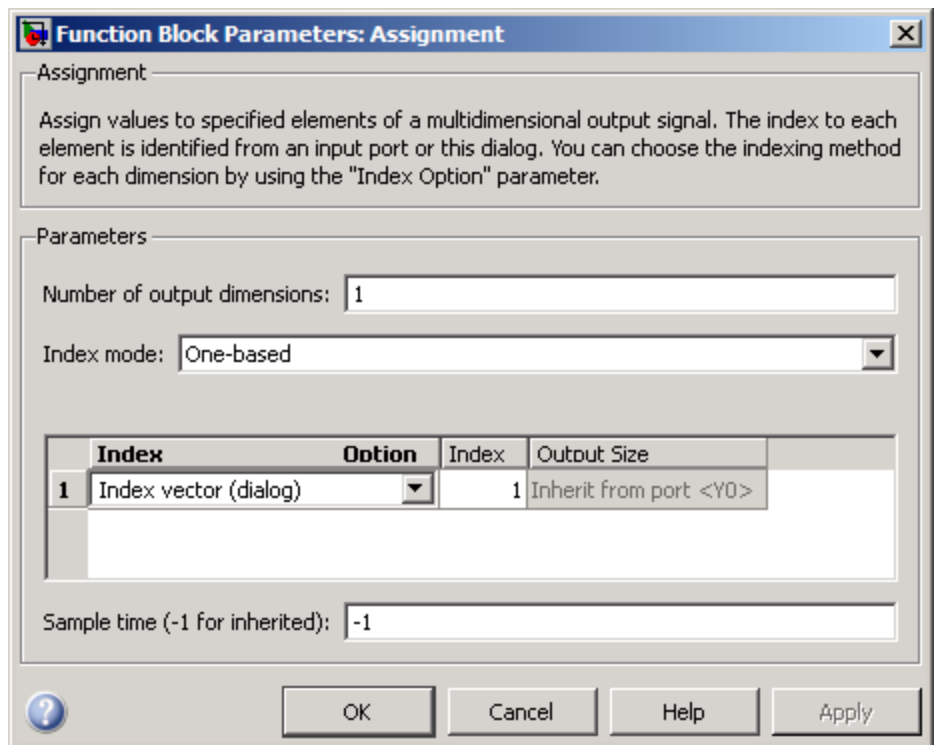 Function Block Parameters: Assignment
Assignment
Assign values to specified elements of a multidimensional output signal. The index to each
element is identified from an input port or this dialog. You can choose the indexing method
for each dimension by using the "Index Option" parameter.
Parameters
Number of output dimensions: 1
Index mode: One-based
Index Option Index Output Size
1 Index vector (dialog) 1 Inherit from port <Y0>
Sample time (-1 for inherited): -1
? OK Cancel Help Apply